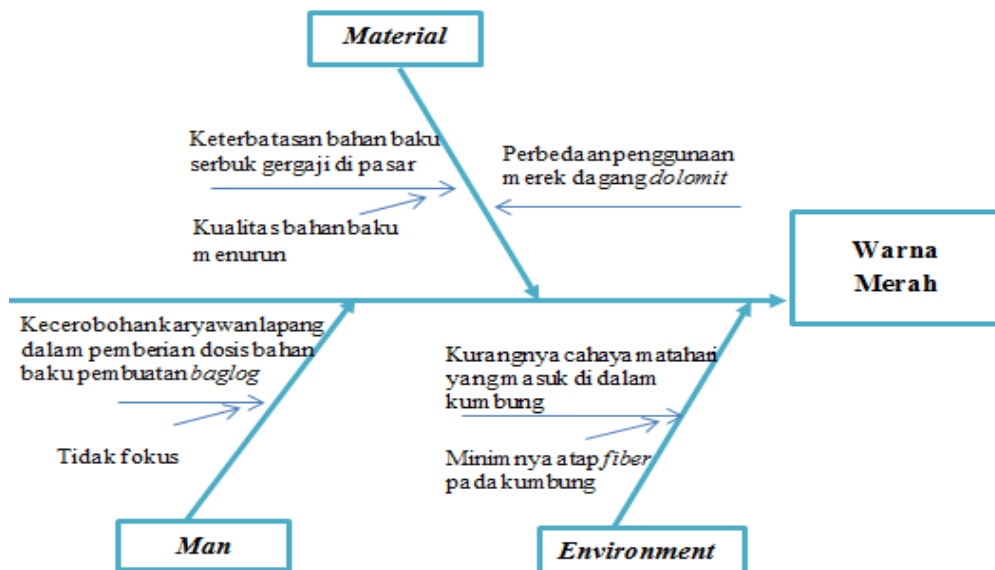 Material
Keterbatasan bahan baku
serbuk gergaji di pasar
Perbedaan penggunaan
merek dagang dolomit
Kualitas bahan baku
menurun
Warna
Merah
Kecerobohan karyawan lapang
dalam pemberian dosis bahan
baku pembuatan baglog
Kurangnya cahaya matahari
yang masuk di dalam
kumbung
Tidak fokus
Minimnya atap fiber
pada kumbung
Man
Environment